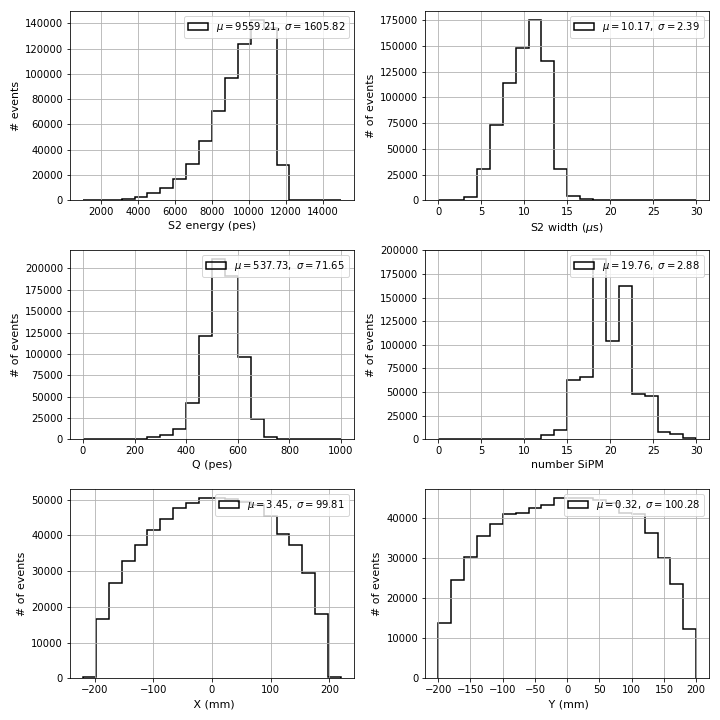 μ = 9559.21, σ = 1605.82
# events
0
20000
40000
60000
80000
100000
120000
140000
2000 4000 6000 8000 10000 12000 14000
S2 energy (pes)
μ = 10.17, σ = 2.39
# of events
0
25000
50000
75000
100000
125000
150000
175000
0 5 10 15 20 25 30
S2 width (μs)
μ = 537.73, σ = 71.65
# of events
0
25000
50000
75000
100000
125000
150000
175000
200000
0 200 400 600 800 1000
Q (pes)
μ = 19.76, σ = 2.88
# of events
0
25000
50000
75000
100000
125000
150000
175000
200000
0 5 10 15 20 25 30
number SiPM
μ = 3.45, σ = 99.81
# of events
0
10000
20000
30000
40000
50000
−200 −100 0 100 200
X (mm)
μ = 0.32, σ = 100.28
# of events
0
10000
20000
30000
40000
−200 −150 −100 −50 0 50 100 150 200
Y (mm)